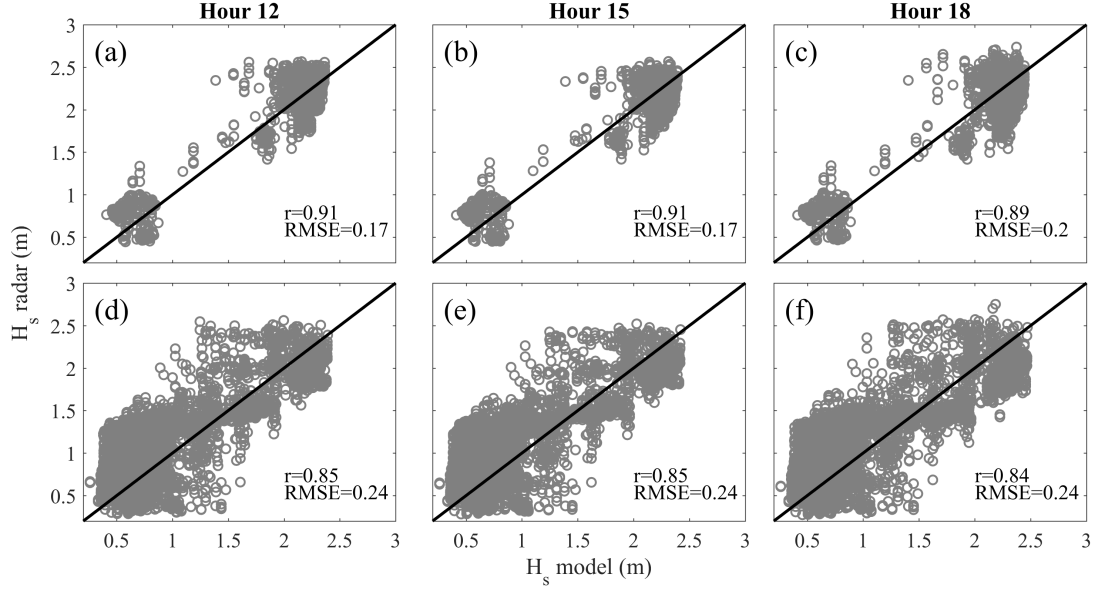 Hour 12
Hour 15
Hour 18
(a)
3
2.5
2
1.5
1
0.5
r=0.91
RMSE=0.17
(b)
r=0.91
RMSE=0.17
(c)
r=0.89
RMSE=0.2
H_s radar (m)
(d)
3
2.5
2
1.5
1
0.5
r=0.85
RMSE=0.24
(e)
r=0.85
RMSE=0.24
(f)
r=0.84
RMSE=0.24
0.5 1 1.5 2 2.5 3
0.5 1 1.5 2 2.5 3
0.5 1 1.5 2 2.5 3
H_s model (m)